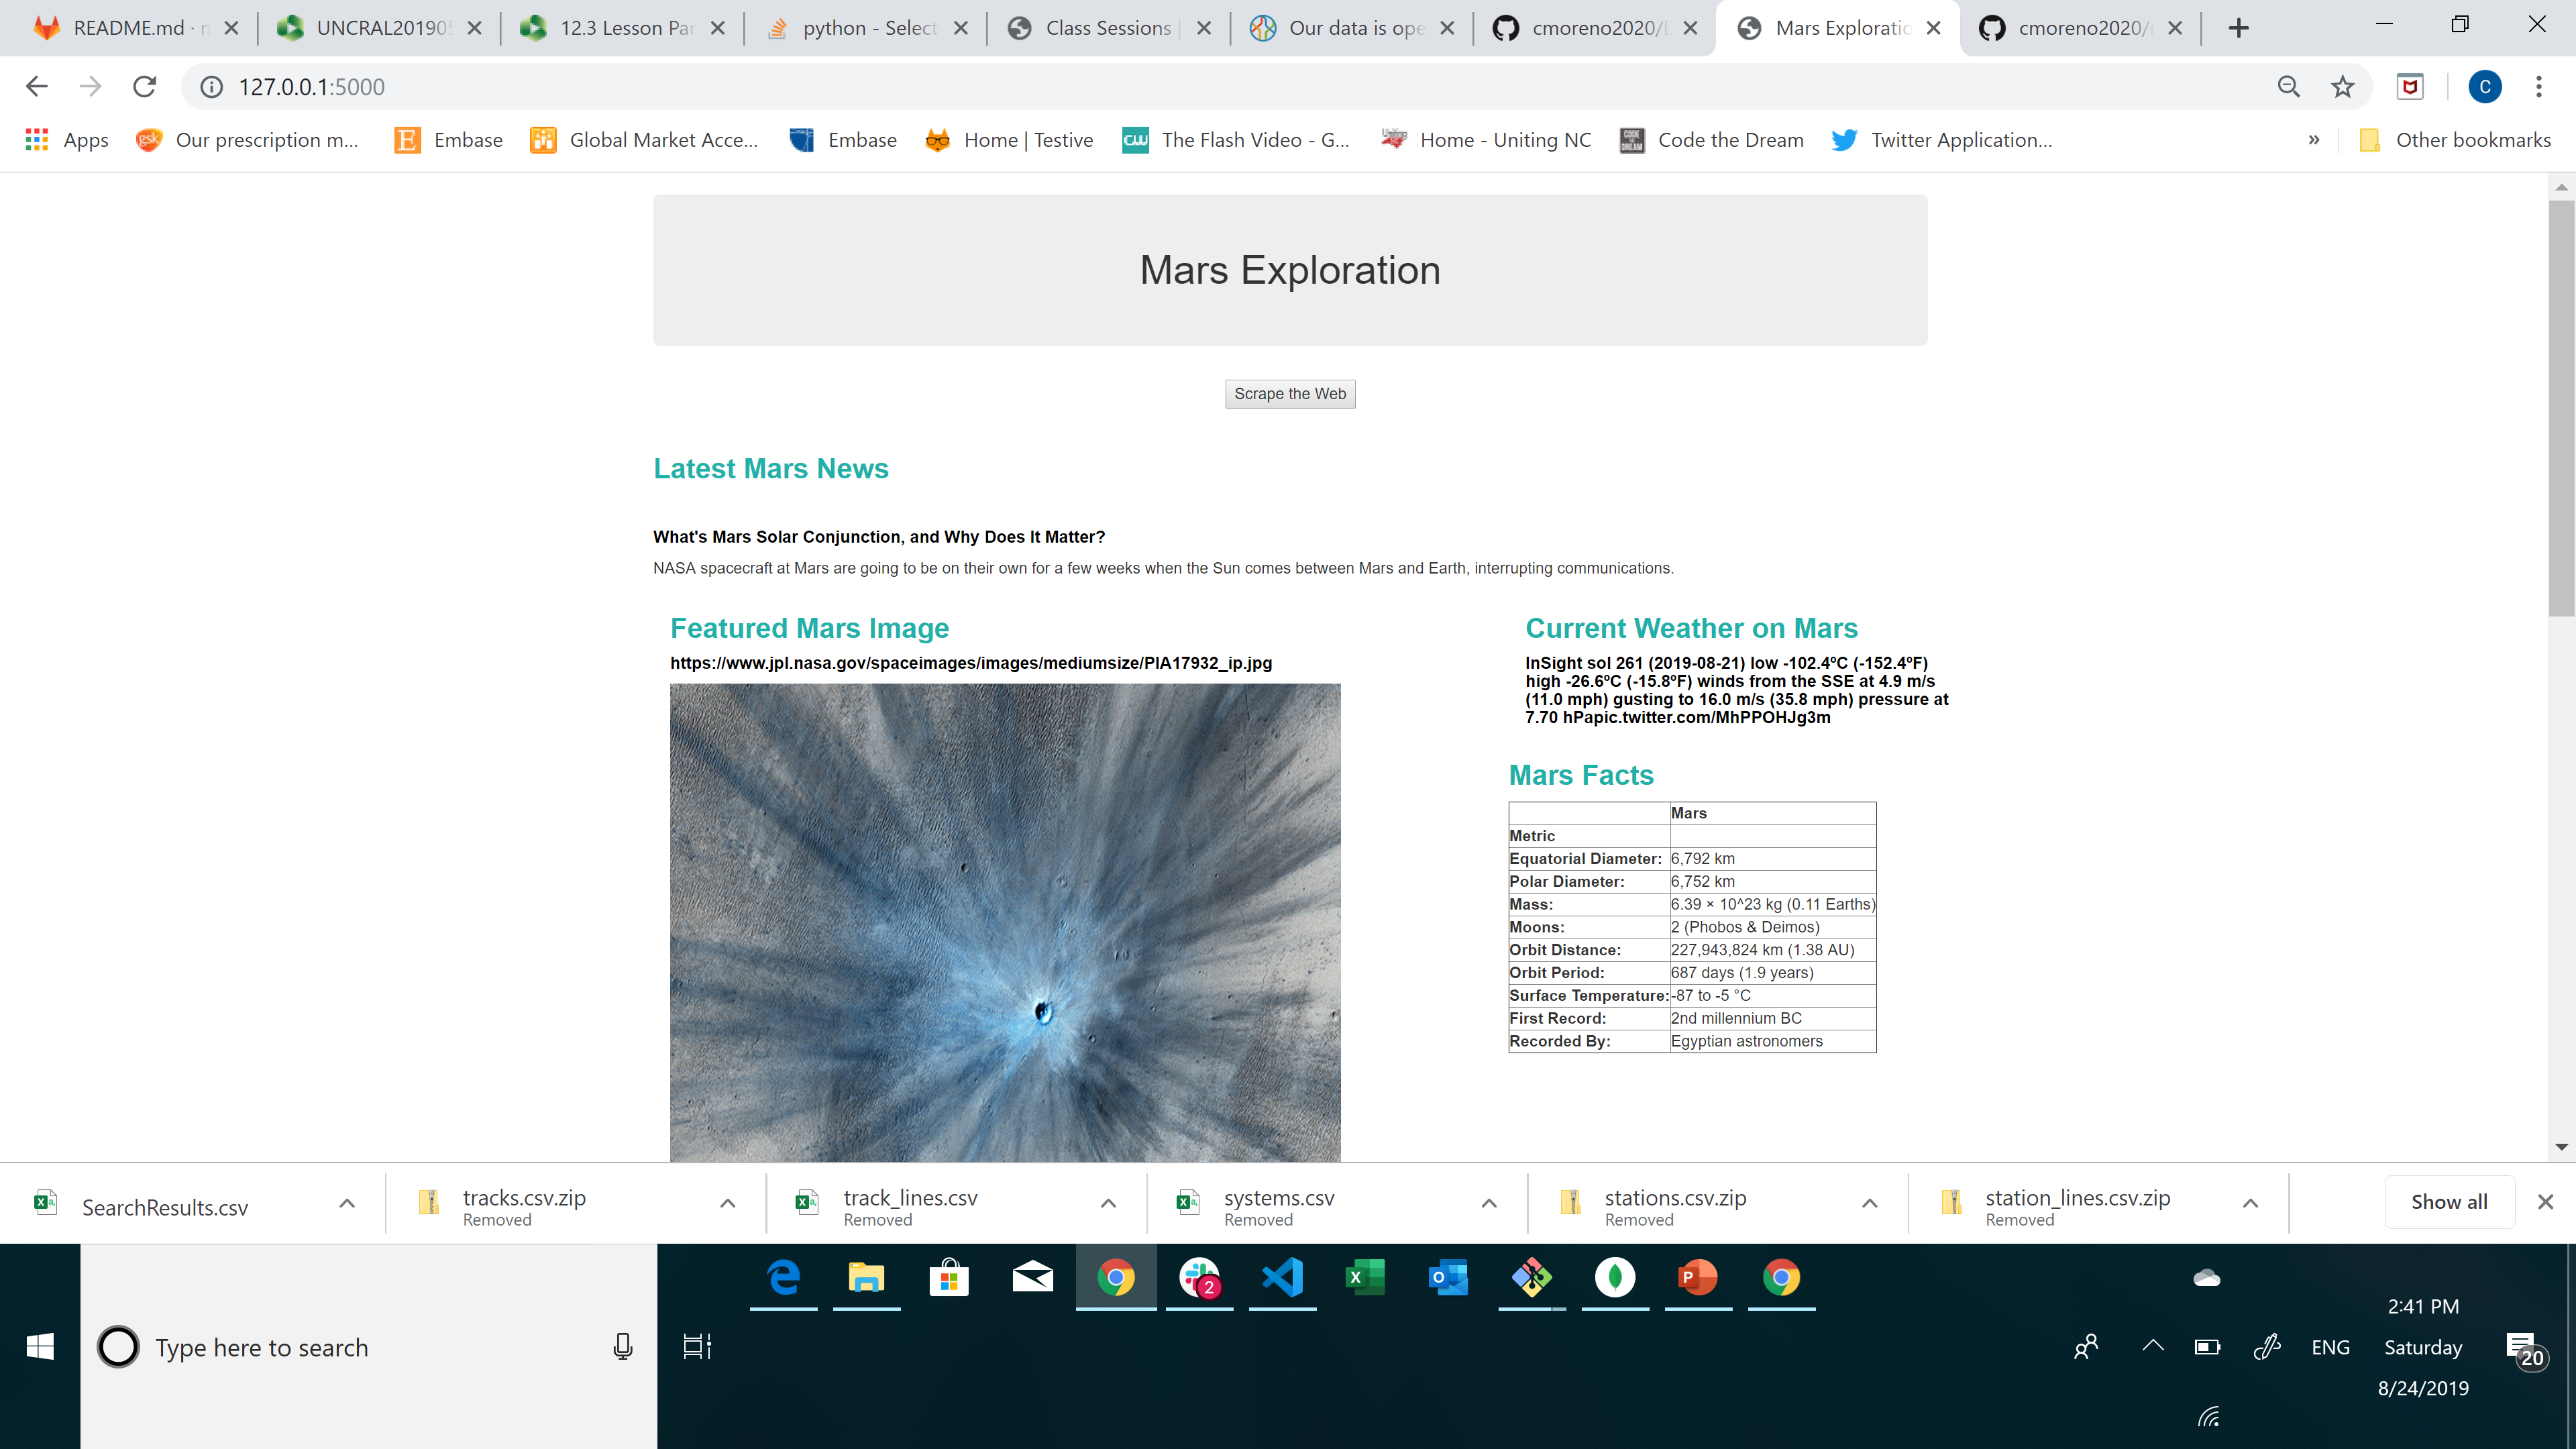 README.md · n
UNCRAL201905
12.3 Lesson Par
python - Select
Class Sessions |
Our data is ope
cmoreno2020/E
Mars Exploratio
cmoreno2020/
127.0.0.1:5000
C
Apps
gsk
Our prescription m...
E
Embase
Global Market Acce...
Embase
Home | Testive
CW
The Flash Video - G...
Home - Uniting NC
CODE THE DREAM
Code the Dream
Twitter Application...
»
Other bookmarks
Mars Exploration
Scrape the Web
Latest Mars News
What's Mars Solar Conjunction, and Why Does It Matter?
NASA spacecraft at Mars are going to be on their own for a few weeks when the Sun comes between Mars and Earth, interrupting communications.
Featured Mars Image
https://www.jpl.nasa.gov/spaceimages/images/mediumsize/PIA17932_ip.jpg
Current Weather on Mars
InSight sol 261 (2019-08-21) low -102.4ºC (-152.4ºF)
high -26.6ºC (-15.8ºF) winds from the SSE at 4.9 m/s
(11.0 mph) gusting to 16.0 m/s (35.8 mph) pressure at
7.70 hPapic.twitter.com/MhPPOHJg3m
Mars Facts
Mars
Metric
Equatorial Diameter: 6,792 km
Polar Diameter: 6,752 km
Mass: 6.39 × 10^23 kg (0.11 Earths)
Moons: 2 (Phobos & Deimos)
Orbit Distance: 227,943,824 km (1.38 AU)
Orbit Period: 687 days (1.9 years)
Surface Temperature: -87 to -5 °C
First Record: 2nd millennium BC
Recorded By: Egyptian astronomers
SearchResults.csv
tracks.csv.zip
Removed
track_lines.csv
Removed
systems.csv
Removed
stations.csv.zip
Removed
station_lines.csv.zip
Removed
Show all
Type here to search
2
ENG
2:41 PM
Saturday
8/24/2019
20